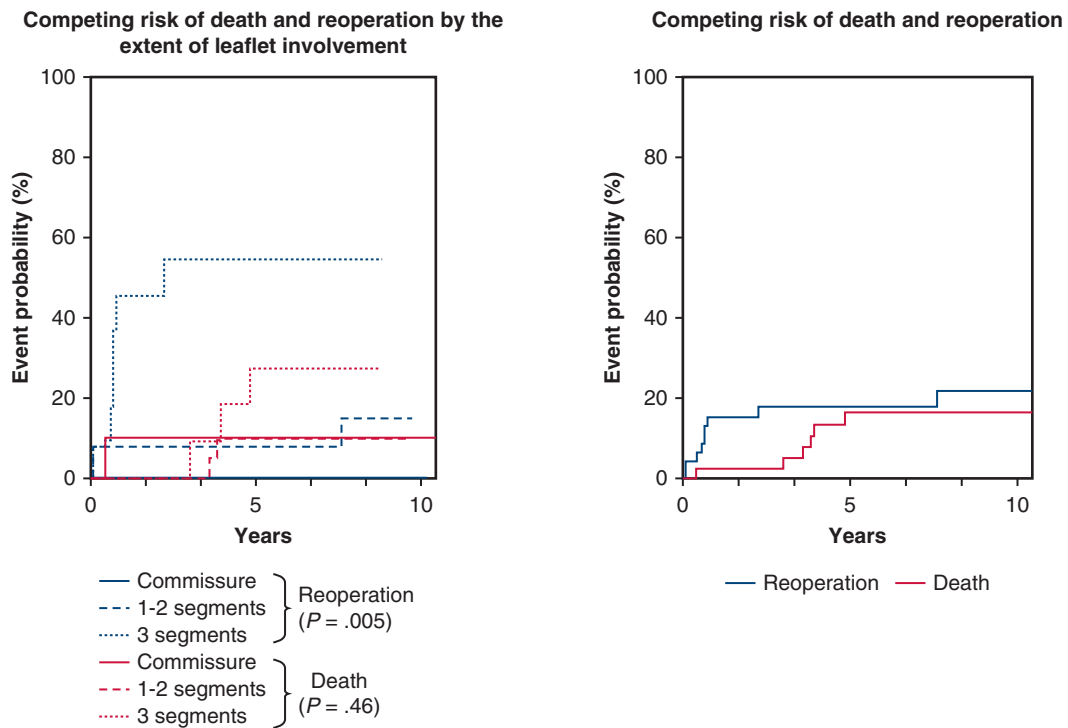 Competing risk of death and reoperation by the
extent of leaflet involvement
Event probability (%)
100
80
60
40
20
0
0
5
10
Years
Commissure
1-2 segments
3 segments
Reoperation
(P = .005)
Commissure
1-2 segments
3 segments
Death
(P = .46)
Competing risk of death and reoperation
Event probability (%)
100
80
60
40
20
0
0
5
10
Years
Reoperation
Death